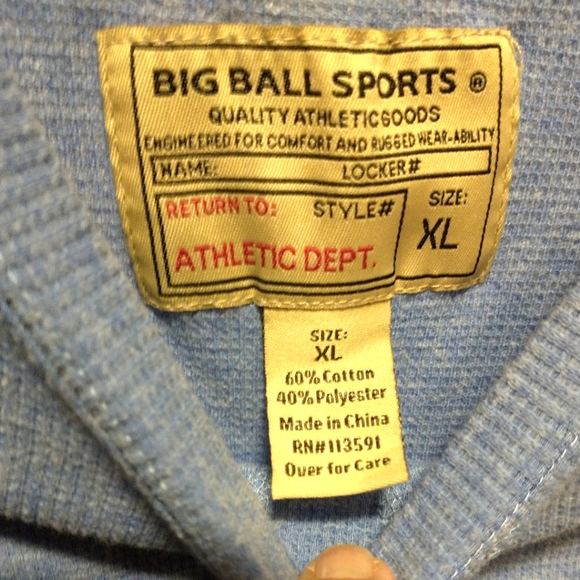 BIG BALL SPORTS ®
QUALITY ATHLETICGOODS
ENGINEERED FOR COMFORT AND RUGGED WEAR-ABILITY
NAME: LOCKER#
RETURN TO: STYLE# SIZE:
ATHLETIC DEPT. XL
SIZE:
XL
60% Cotton
40% Polyester
Made in China
RN#113591
Over for Care